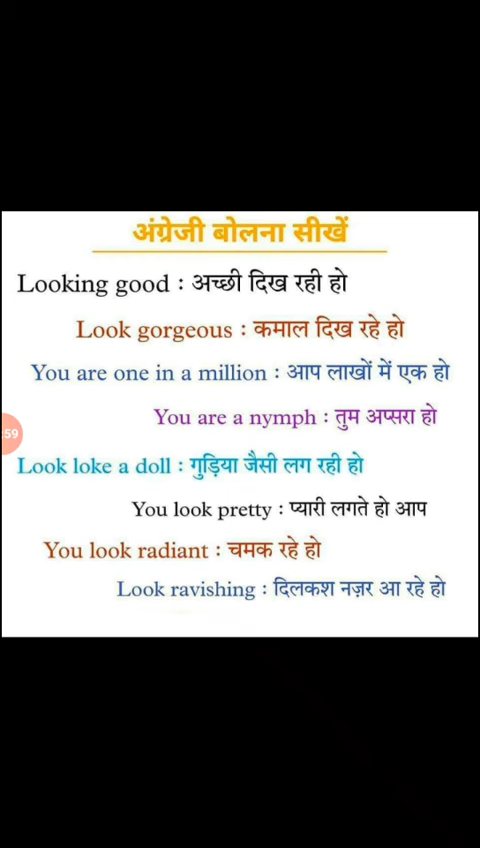 अंग्रेजी बोलना सीखें
Looking good : अच्छी दिख रही हो
Look gorgeous : कमाल दिख रहे हो
You are one in a million : आप लाखों में एक हो
You are a nymph : तुम अप्सरा हो
:59
Look loke a doll : गुड़िया जैसी लग रही हो
You look pretty : प्यारी लगते हो आप
You look radiant : चमक रहे हो
Look ravishing : दिलकश नज़र आ रहे हो